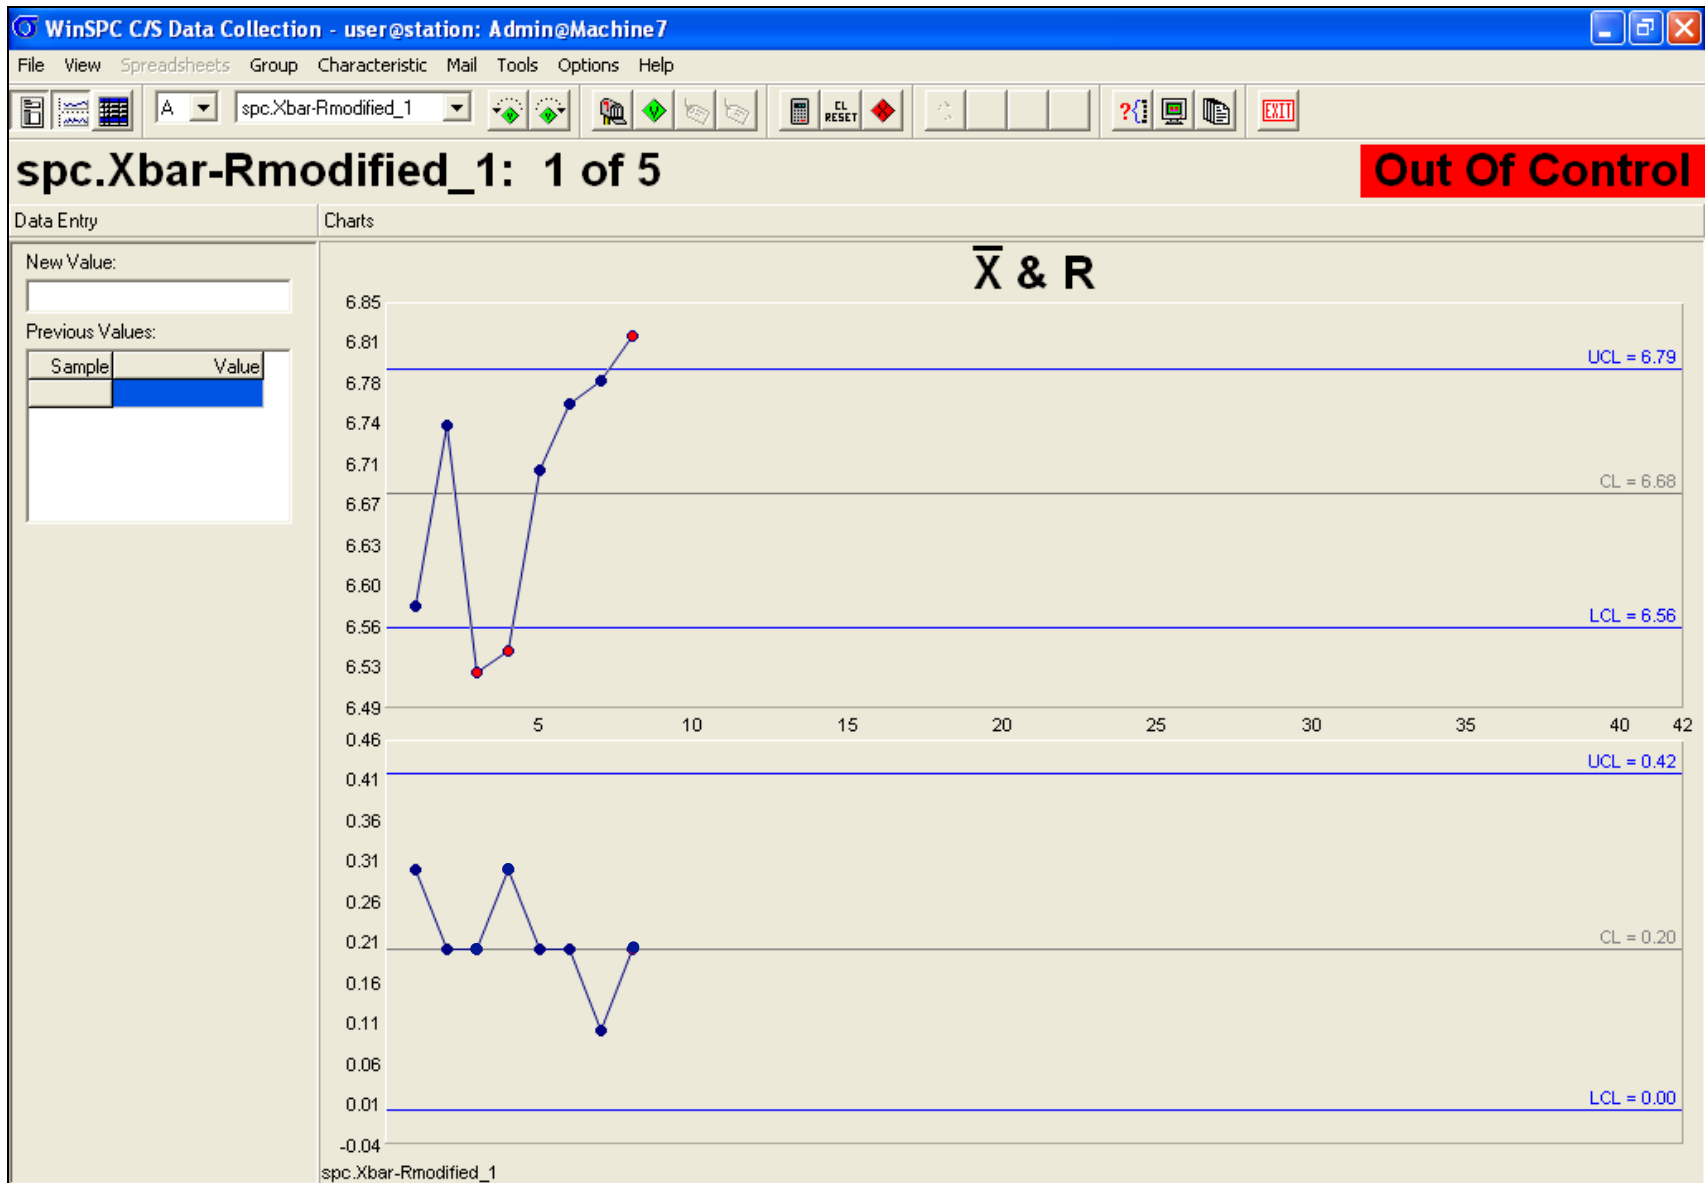 WinSPC C/S Data Collection - user@station: Admin@Machine7
File View Spreadsheets Group Characteristic Mail Tools Options Help
A spc.Xbar-Rmodified_1 CL RESET ?{ EXIT
spc.Xbar-Rmodified_1: 1 of 5 Out Of Control
Data Entry Charts
New Value:
Previous Values:
Sample Value
X̅ & R
6.85
6.81
UCL = 6.79
6.78
6.74
6.71
CL = 6.68
6.67
6.63
6.60
LCL = 6.56
6.56
6.53
6.49
5 10 15 20 25 30 35 40 42
0.46
UCL = 0.42
0.41
0.36
0.31
0.26
0.21
CL = 0.20
0.16
0.11
0.06
LCL = 0.00
0.01
-0.04
spc.Xbar-Rmodified_1